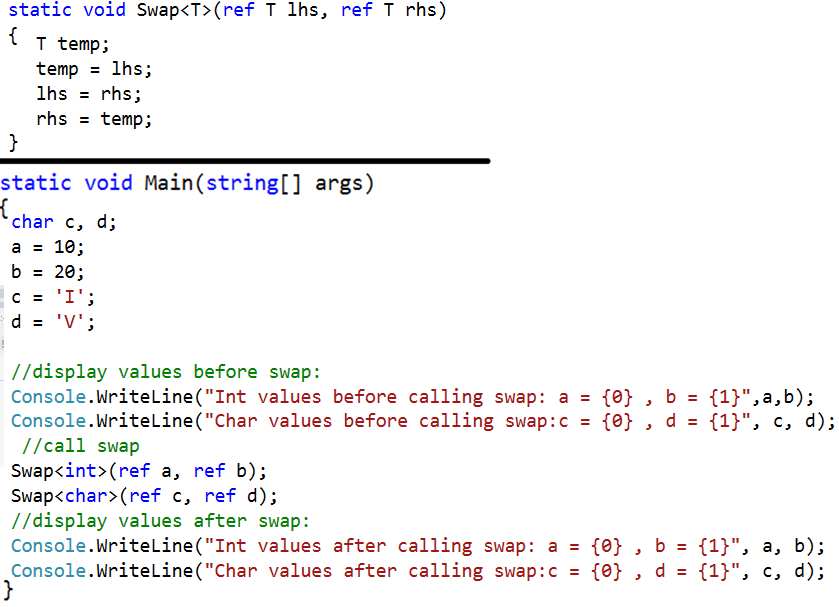 static void Swap<T>(ref T lhs, ref T rhs)
{ T temp;
temp = lhs;
lhs = rhs;
rhs = temp;
}
static void Main(string[] args)
{
char c, d;
a = 10;
b = 20;
c = 'I';
d = 'V';
//display values before swap:
Console.WriteLine("Int values before calling swap: a = {0} , b = {1}",a,b);
Console.WriteLine("Char values before calling swap:c = {0} , d = {1}", c, d);
//call swap
Swap<int>(ref a, ref b);
Swap<char>(ref c, ref d);
//display values after swap:
Console.WriteLine("Int values after calling swap: a = {0} , b = {1}", a, b);
Console.WriteLine("Char values after calling swap:c = {0} , d = {1}", c, d);
}